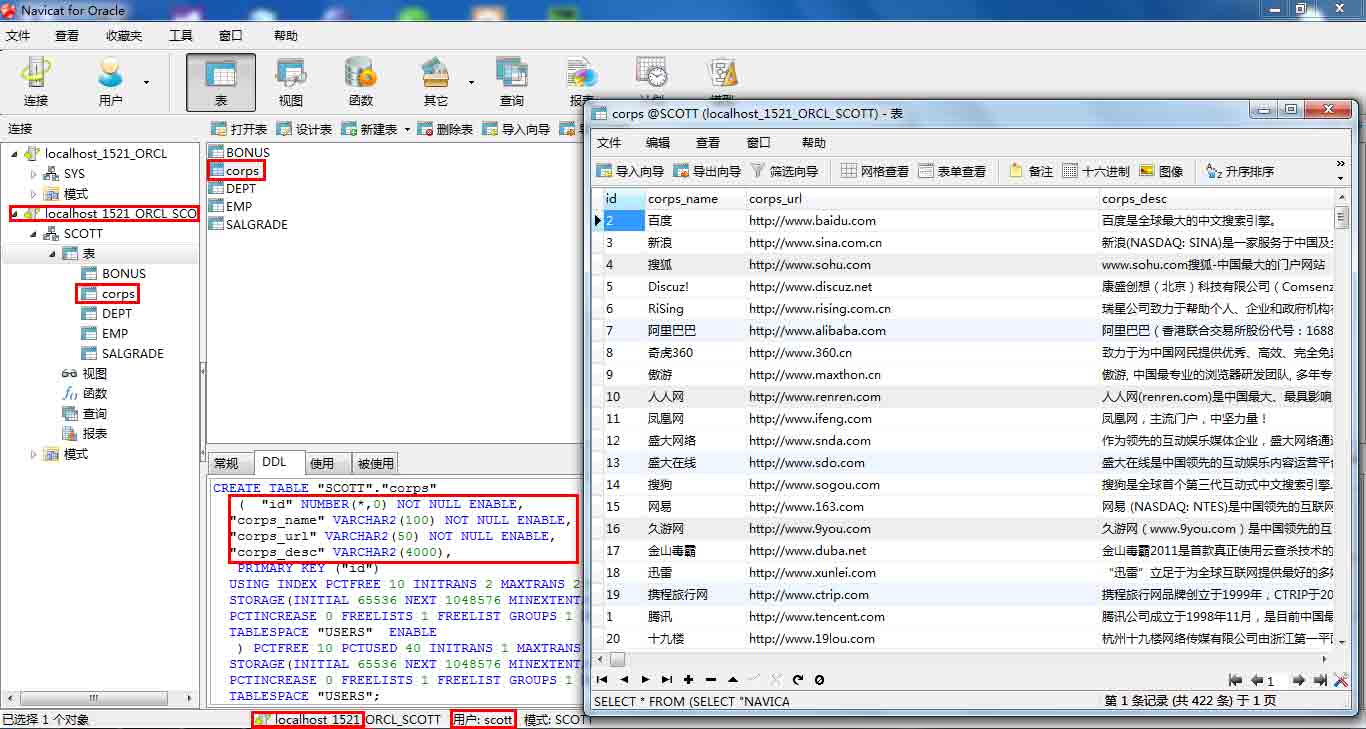 Navicat for Oracle
文件 查看 收藏夹 工具 窗口 帮助
连接 用户 表 视图 函数 其它 查询
连接
打开表 设计表 新建表 删除表 导入向导
localhost_1521_ORCL
SYS
模式
localhost_1521_ORCL_SCO
SCOTT
表
BONUS
corps
DEPT
EMP
SALGRADE
视图
函数
查询
报表
模式
BONUS
corps
DEPT
EMP
SALGRADE
常规 DDL 使用 被使用
CREATE TABLE "SCOTT"."corps"
( "id" NUMBER(*,0) NOT NULL ENABLE,
"corps_name" VARCHAR2(100) NOT NULL ENABLE,
"corps_url" VARCHAR2(50) NOT NULL ENABLE,
"corps_desc" VARCHAR2(4000),
PRIMARY KEY ("id")
USING INDEX PCTFREE 10 INITRANS 2 MAXTRANS 2
STORAGE(INITIAL 65536 NEXT 1048576 MINEXTENT
PCTINCREASE 0 FREELISTS 1 FREELIST GROUPS 1
TABLESPACE "USERS" ENABLE
) PCTFREE 10 PCTUSED 40 INITRANS 1 MAXTRANS
STORAGE(INITIAL 65536 NEXT 1048576 MINEXTENT
PCTINCREASE 0 FREELISTS 1 FREELIST GROUPS 1
TABLESPACE "USERS";
已选择 1 个对象 localhost_1521_ORCL_SCOTT 用户: scott 模式: SCOTT
corps @SCOTT (localhost_1521_ORCL_SCOTT) - 表
文件 编辑 查看 窗口 帮助
导入向导 导出向导 筛选向导 网格查看 表单查看 备注 十六进制 图像 升序排序
id corps_name corps_url corps_desc
2 百度 http://www.baidu.com 百度是全球最大的中文搜索引擎。
3 新浪 http://www.sina.com.cn 新浪(NASDAQ: SINA)是一家服务于中国及全
4 搜狐 http://www.sohu.com www.sohu.com搜狐-中国最大的门户网站
5 Discuz! http://www.discuz.net 康盛创想（北京）科技有限公司（Comsenz
6 RiSing http://www.rising.com.cn 瑞星公司致力于帮助个人、企业和政府机构
7 阿里巴巴 http://www.alibaba.com 阿里巴巴（香港联合交易所股份代号：1688
8 奇虎360 http://www.360.cn 致力于为中国网民提供优秀、高效、完全免
9 傲游 http://www.maxthon.cn 傲游, 中国最专业的浏览器研发团队, 多年专
10 人人网 http://www.renren.com 人人网(renren.com)是中国最大、最具影响
11 凤凰网 http://www.ifeng.com 凤凰网，主流门户，中坚力量！
12 盛大网络 http://www.snda.com 作为领先的互动娱乐媒体企业，盛大网络通
13 盛大在线 http://www.sdo.com 盛大在线是中国领先的互动娱乐内容运营平
14 搜狗 http://www.sogou.com 搜狗是全球首个第三代互动式中文搜索引擎.
15 网易 http://www.163.com 网易 (NASDAQ: NTES)是中国领先的互联网
16 久游网 http://www.9you.com 久游网（www.9you.com）是中国领先的互
17 金山毒霸 http://www.duba.net 金山毒霸2011是首款真正使用云查杀技术的
18 迅雷 http://www.xunlei.com “迅雷”立足于为全球互联网提供最好的多
19 携程旅行网 http://www.ctrip.com 携程旅行网品牌创立于1999年，CTRIP于20
1 腾讯 http://www.tencent.com 腾讯公司成立于1998年11月，是目前中国最
20 十九楼 http://www.19lou.com 杭州十九楼网络传媒有限公司由浙江第一平
1
SELECT * FROM (SELECT "NAVICA 第 1 条记录 (共 422 条) 于 1 页